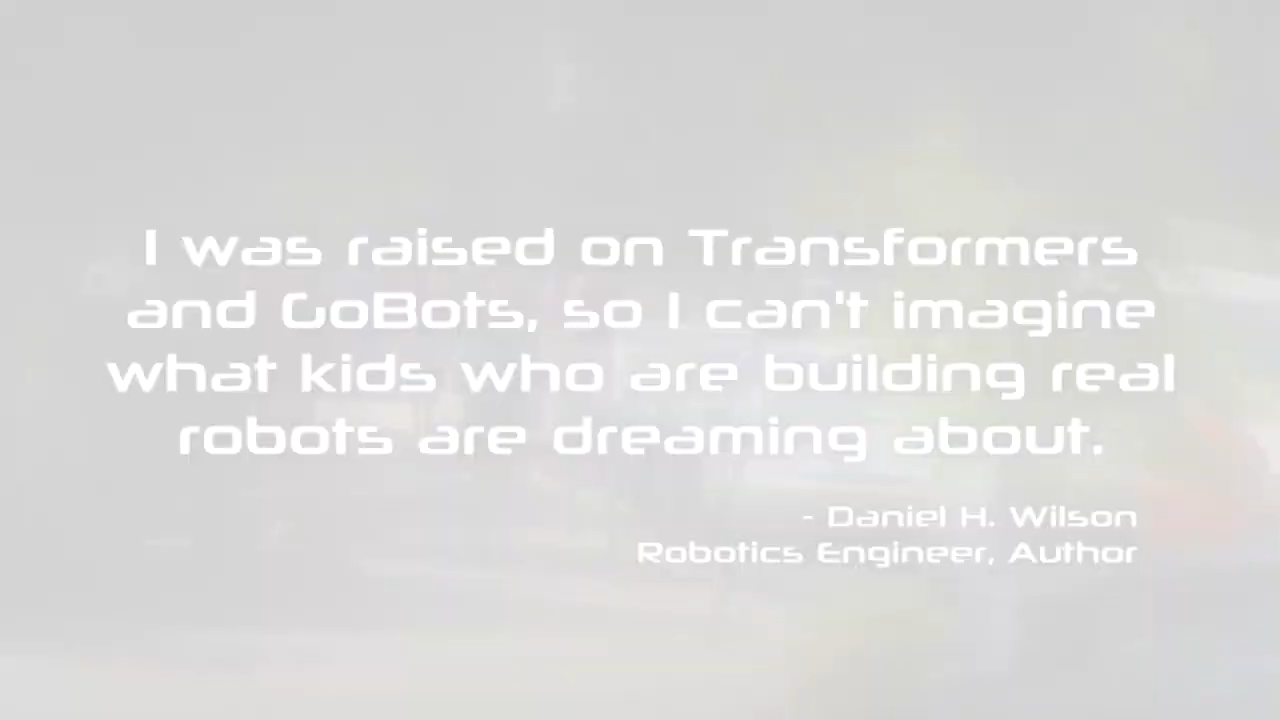 I was raised on Transformers
and GoBots, so I can't imagine
what kids who are building real
robots are dreaming about.
- Daniel H. Wilson
Robotics Engineer, Author